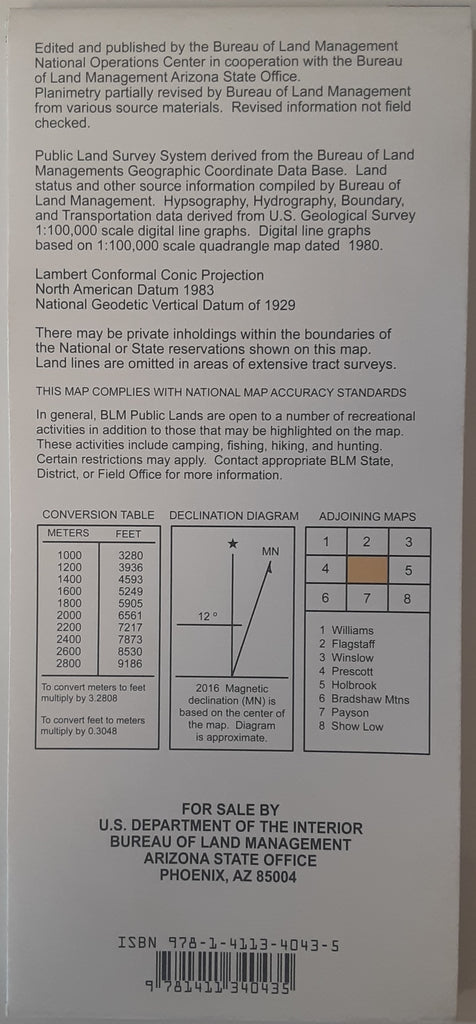 Edited and published by the Bureau of Land Management
National Operations Center in cooperation with the Bureau
of Land Management Arizona State Office.
Planimetry partially revised by Bureau of Land Management
from various source materials. Revised information not field
checked.
Public Land Survey System derived from the Bureau of Land
Managements Geographic Coordinate Data Base. Land
status and other source information compiled by Bureau of
Land Management. Hypsography, Hydrography, Boundary,
and Transportation data derived from U.S. Geological Survey
1:100,000 scale digital line graphs. Digital line graphs
based on 1:100,000 scale quadrangle map dated 1980.
Lambert Conformal Conic Projection
North American Datum 1983
National Geodetic Vertical Datum of 1929
There may be private inholdings within the boundaries of
the National or State reservations shown on this map.
Land lines are omitted in areas of extensive tract surveys.
THIS MAP COMPLIES WITH NATIONAL MAP ACCURACY STANDARDS
In general, BLM Public Lands are open to a number of recreational
activities in addition to those that may be highlighted on the map.
These activities include camping, fishing, hiking, and hunting.
Certain restrictions may apply. Contact appropriate BLM State,
District, or Field Office for more information.
CONVERSION TABLE
METERS FEET
1000 3280
1200 3936
1400 4593
1600 5249
1800 5905
2000 6561
2200 7217
2400 7873
2600 8530
2800 9186
To convert meters to feet
multiply by 3.2808
To convert feet to meters
multiply by 0.3048
DECLINATION DIAGRAM
MN
12°
2016 Magnetic
declination (MN) is
based on the center of
the map. Diagram
is approximate.
ADJOINING MAPS
1 2 3
4 5
6 7 8
1 Williams
2 Flagstaff
3 Winslow
4 Prescott
5 Holbrook
6 Bradshaw Mtns
7 Payson
8 Show Low
FOR SALE BY
U.S. DEPARTMENT OF THE INTERIOR
BUREAU OF LAND MANAGEMENT
ARIZONA STATE OFFICE
PHOENIX, AZ 85004
ISBN 978-1-4113-4043-5
9 781411 340435